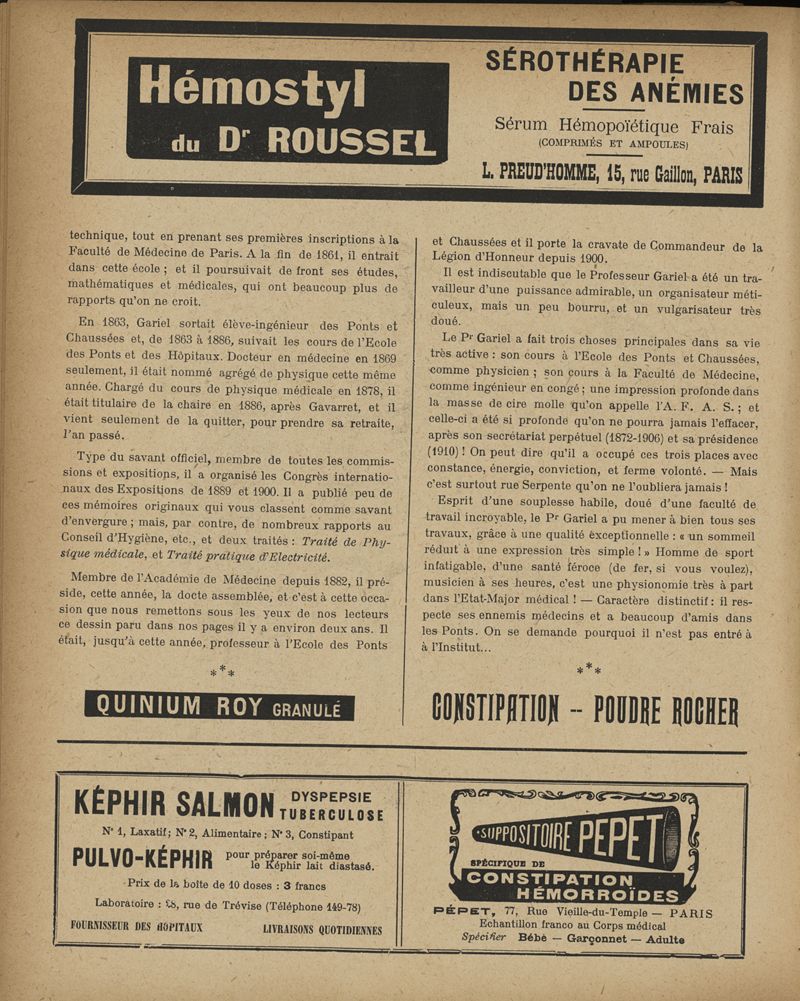 Hémostyl
du Dr ROUSSEL
SÉROTHÉRAPIE
DES ANÉMIES
Sérum Hémopoïétique Frais
(COMPRIMÉS ET AMPOULES)
L. PREUD'HOMME, 15, rue Gaillon, PARIS
technique, tout en prenant ses premières inscriptions à la
Faculté de Médecine de Paris. A la fin de 1861, il entrait
dans cette école ; et il poursuivait de front ses études,
mathématiques et médicales, qui ont beaucoup plus de
rapports qu'on ne croit.
En 1863, Gariel sortait élève-ingénieur des Ponts et
Chaussées et, de 1863 à 1886, suivait les cours de l'Ecole
des Ponts et des Hôpitaux. Docteur en médecine en 1869
seulement, il était nommé agrégé de physique cette même
année. Chargé du cours de physique médicale en 1878, il
était titulaire de la chaire en 1886, après Gavarret, et il
vient seulement de la quitter, pour prendre sa retraite,
l'an passé.
Type du savant officiel, membre de toutes les commis-
sions et expositions, il a organisé les Congrès internatio-
naux des Expositions de 1889 et 1900. Il a publié peu de
ces mémoires originaux qui vous classent comme savant
d'envergure ; mais, par contre, de nombreux rapports au
Conseil d'Hygiène, etc., et deux traités : Traité de Phy-
sique médicale, et Traité pratique d'Electricité.
Membre de l'Académie de Médecine depuis 1882, il pré-
side, cette année, la docte assemblée, et c'est à cette occa-
sion que nous remettons sous les yeux de nos lecteurs
ce dessin paru dans nos pages il y a environ deux ans. Il
était, jusqu'à cette année, professeur à l'Ecole des Ponts
***
QUINIUM ROY GRANULÉ
et Chaussées et il porte la cravate de Commandeur de la
Légion d'Honneur depuis 1900.
Il est indiscutable que le Professeur Gariel a été un tra-
vailleur d'une puissance admirable, un organisateur méti-
culeux, mais un peu bourru, et un vulgarisateur très
doué.
Le Pr Gariel a fait trois choses principales dans sa vie
très active : son cours à l'Ecole des Ponts et Chaussées,
comme physicien ; son cours à la Faculté de Médecine,
comme ingénieur en congé ; une impression profonde dans
la masse de cire molle qu'on appelle l'A. F. A. S. ; et
celle-ci a été si profonde qu'on ne pourra jamais l'effacer,
après son secrétariat perpétuel (1872-1906) et sa présidence
(1910) ! On peut dire qu'il a occupé ces trois places avec
constance, énergie, conviction, et ferme volonté. — Mais
c'est surtout rue Serpente qu'on ne l'oubliera jamais !
Esprit d'une souplesse habile, doué d'une faculté de
travail incroyable, le Pr Gariel a pu mener à bien tous ses
travaux, grâce à une qualité exceptionnelle : « un sommeil
réduit à une expression très simple ! » Homme de sport
infatigable, d'une santé féroce (de fer, si vous voulez),
musicien à ses heures, c'est une physionomie très à part
dans l'Etat-Major médical ! — Caractère distinctif : il res-
pecte ses ennemis médecins et a beaucoup d'amis dans
les Ponts. On se demande pourquoi il n'est pas entré à
à l'Institut...
***
CONSTIPATION -- POUDRE ROCHER
KÉPHIR SALMON DYSPEPSIE
TUBERCULOSE
N° 1, Laxatif; N° 2, Alimentaire; N° 3, Constipant
PULVO-KÉPHIR pour préparer soi-même
le Képhir lait diastasé.
Prix de la boîte de 10 doses : 3 francs
Laboratoire : 28, rue de Trévise (Téléphone 149-78)
FOURNISSEUR DES HÔPITAUX LIVRAISONS QUOTIDIENNES
SUPPOSITOIRE PEPET
SPÉCIFIQUE DE
CONSTIPATION
HÉMORROÏDES
PÉPET, 77, Rue Vieille-du-Temple — PARIS
Echantillon franco au Corps médical
Spécifier Bébé — Garçonnet — Adulte